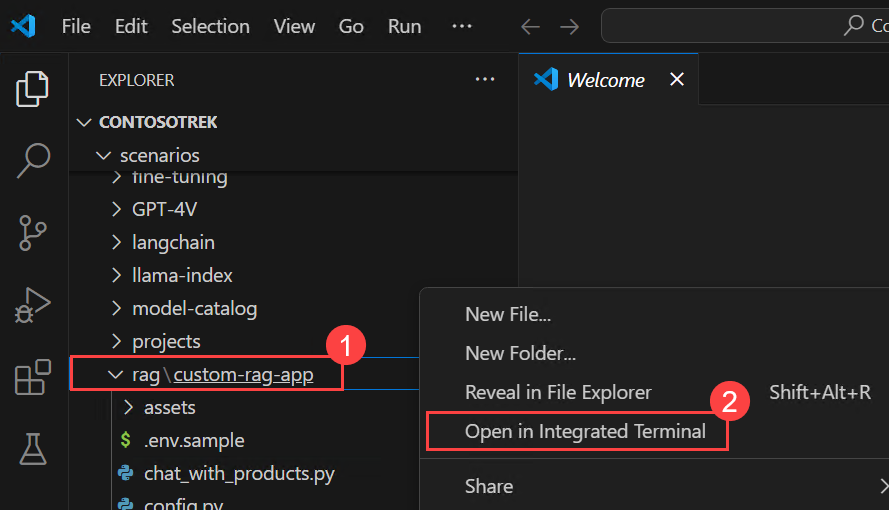 File Edit Selection View Go Run ··· Co
EXPLORER ···
Welcome
CONTOSOTREK
scenarios
fine-tuning
GPT-4V
langchain
llama-index
model-catalog
projects
1
rag\custom-rag-app
assets
$ .env.sample
chat_with_products.py
config.py
New File...
New Folder...
Reveal in File Explorer Shift+Alt+R
2
Open in Integrated Terminal
Share